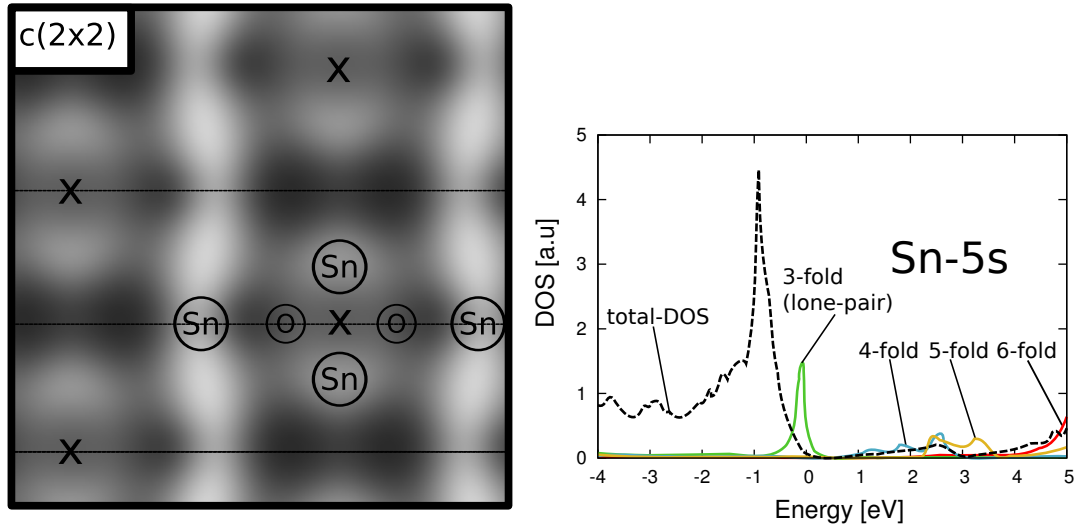 c(2x2)
x
x
Sn
Sn O x O Sn
Sn
x
5
4
3
2
1
0
DOS [a.u]
Sn-5s
3-fold
(lone-pair)
total-DOS
4-fold 5-fold 6-fold
-4 -3 -2 -1 0 1 2 3 4 5
Energy [eV]